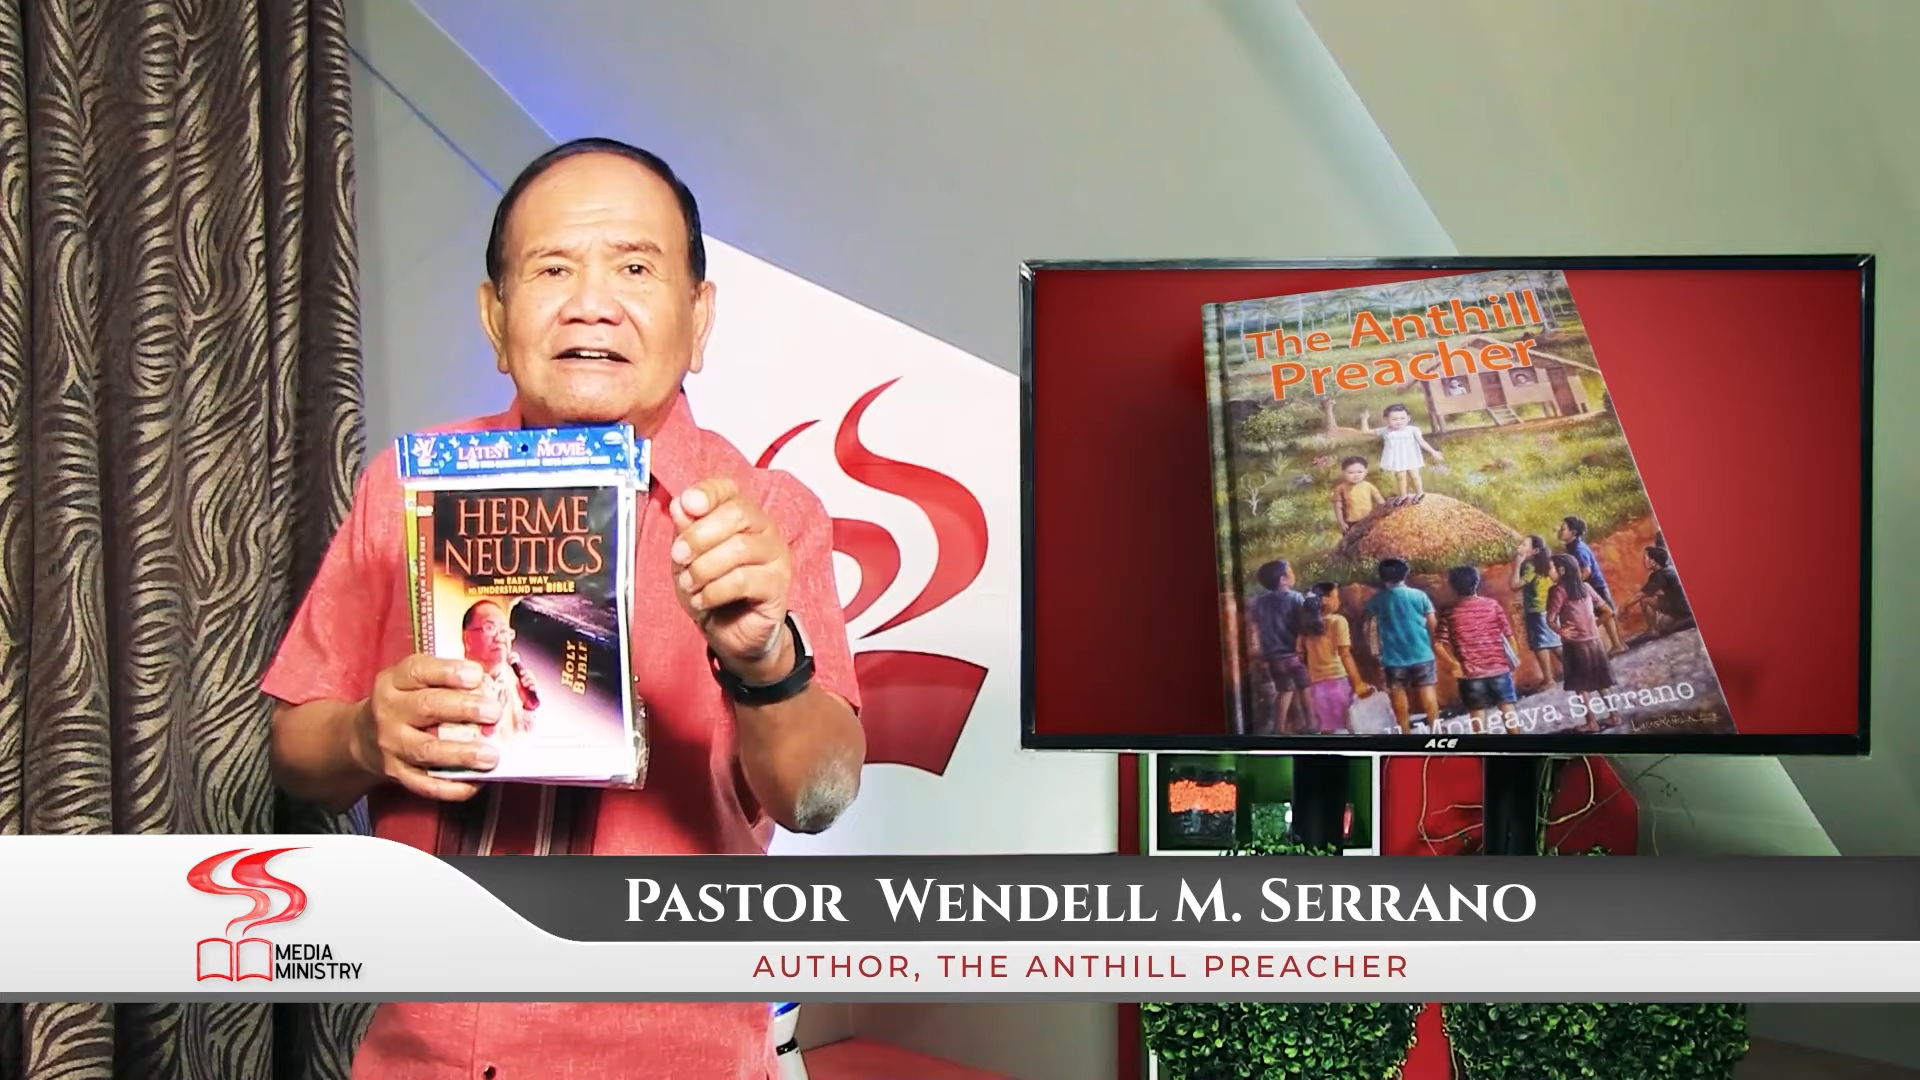 LATEST MOVIE
HERME
NEUTICS
THE EASY WAY
TO UNDERSTAND THE BIBLE
HOLY
BIBLE
The Anthill
Preacher
Mongaya Serrano
ACE
PASTOR WENDELL M. SERRANO
AUTHOR, THE ANTHILL PREACHER
MEDIA
MINISTRY